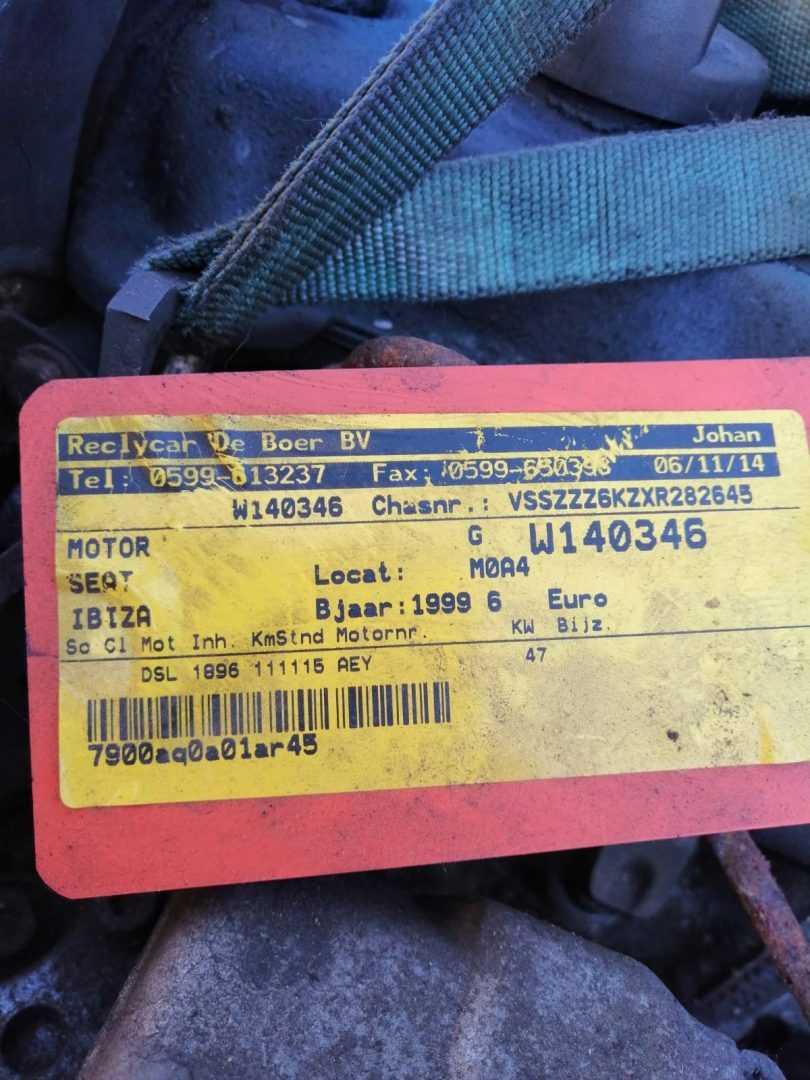 Reclycar De Boer BV Johan
Tel: 0599-613237 Fax: 0599-650393 06/11/14
W140346 Chasnr.: VSSZZZ6KZXR282645
MOTOR G W140346
SEAT Locat: M0A4
IBIZA Bjaar:1999 6 Euro
So Cl Mot Inh. KmStnd Motornr. KW Bijz.
DSL 1896 111115 AEY 47
7900aq0a01ar45